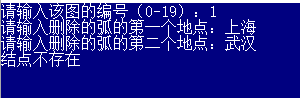 请输入该图的编号（0-19）：1
请输入删除的弧的第一个地点：上海
请输入删除的弧的第二个地点：武汉
结点不存在